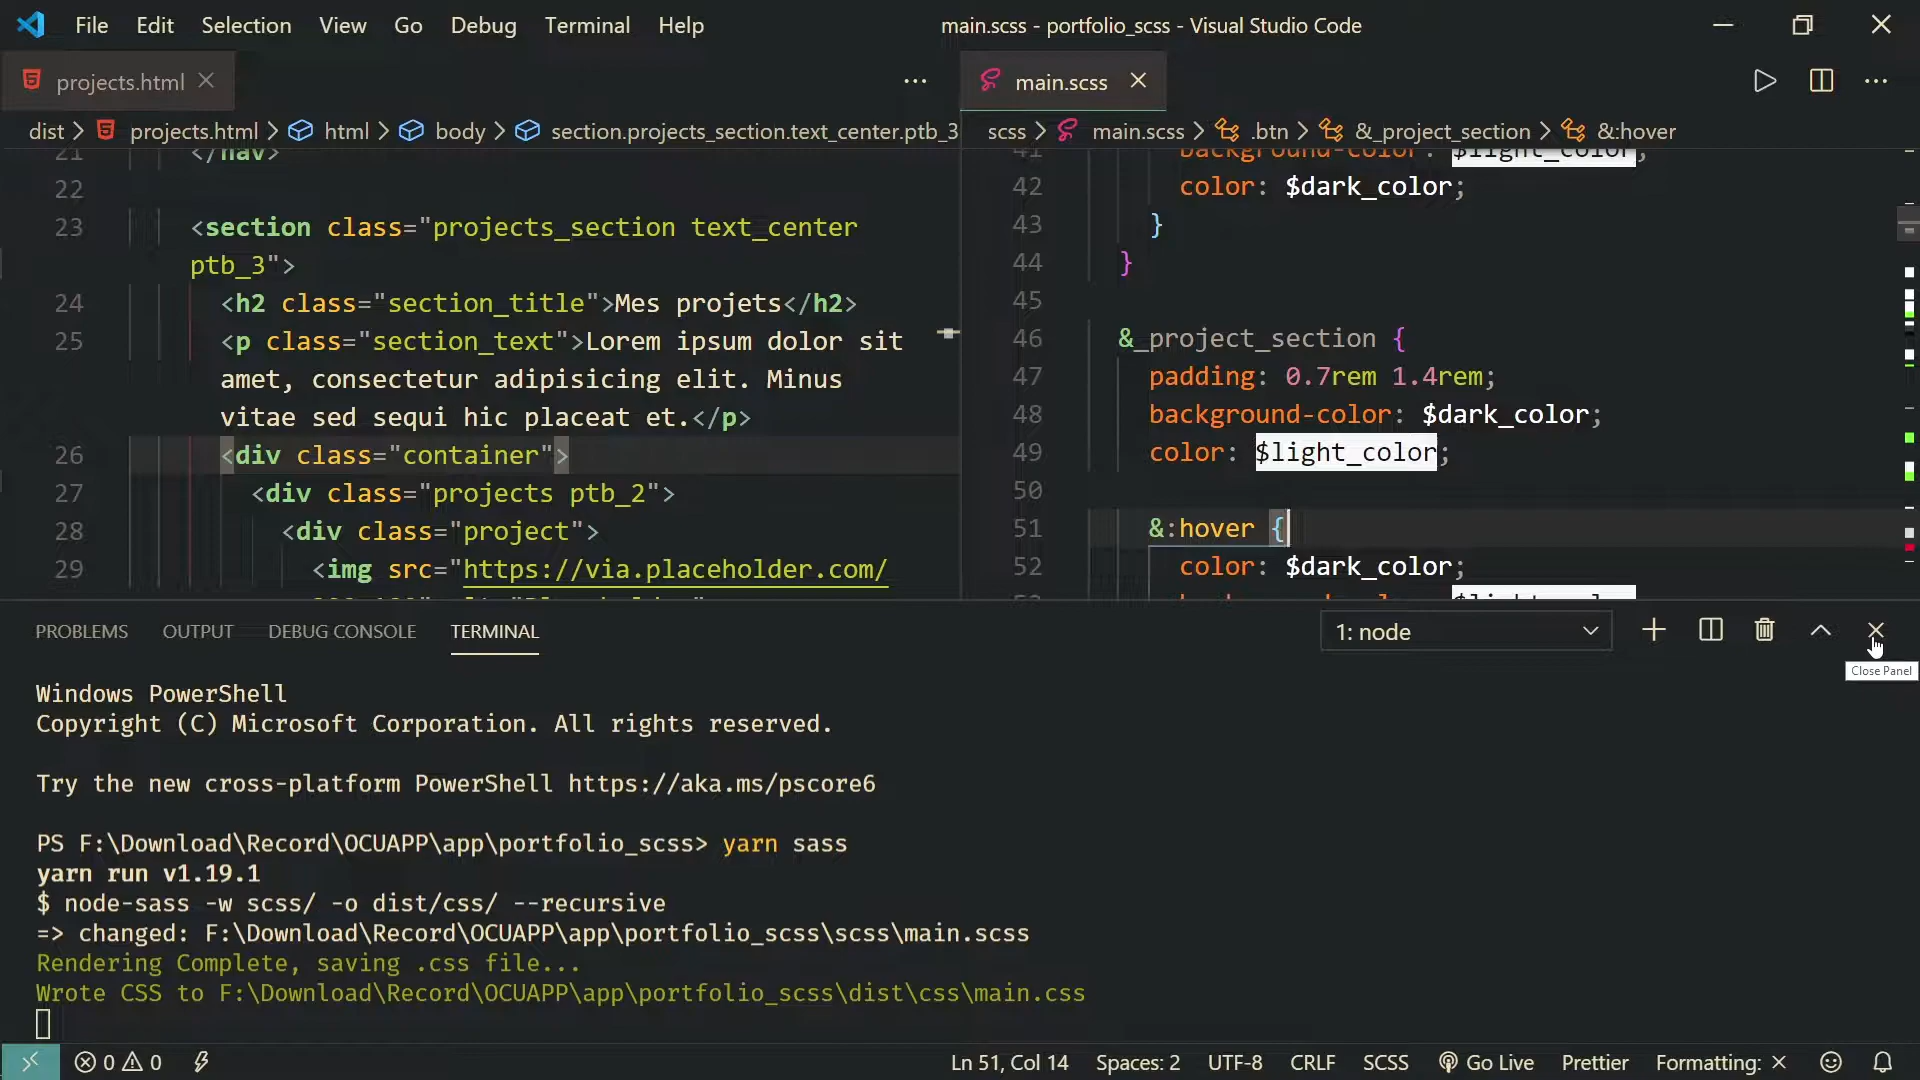 File Edit Selection View Go Debug Terminal Help
main.scss - portfolio_scss - Visual Studio Code
projects.html
dist > projects.html > html > body > section.projects_section.text_center.ptb_3
21 </nav>
22
23 <section class="projects_section text_center
ptb_3">
24 <h2 class="section_title">Mes projets</h2>
25 <p class="section_text">Lorem ipsum dolor sit
amet, consectetur adipisicing elit. Minus
vitae sed sequi hic placeat et.</p>
26 <div class="container">
27 <div class="projects ptb_2">
28 <div class="project">
29 <img src="https://via.placeholder.com/
main.scss
scss > main.scss > .btn > &_project_section > &:hover
41 background-color: $light_color;
42 color: $dark_color;
43 }
44 }
45
46 &_project_section {
47 padding: 0.7rem 1.4rem;
48 background-color: $dark_color;
49 color: $light_color;
50
51 &:hover {
52 color: $dark_color;
PROBLEMS OUTPUT DEBUG CONSOLE TERMINAL
1: node
Close Panel
Windows PowerShell
Copyright (C) Microsoft Corporation. All rights reserved.
Try the new cross-platform PowerShell https://aka.ms/pscore6
PS F:\Download\Record\OCUAPP\app\portfolio_scss> yarn sass
yarn run v1.19.1
$ node-sass -w scss/ -o dist/css/ --recursive
=> changed: F:\Download\Record\OCUAPP\app\portfolio_scss\scss\main.scss
Rendering Complete, saving .css file...
Wrote CSS to F:\Download\Record\OCUAPP\app\portfolio_scss\dist\css\main.css
0 0
Ln 51, Col 14 Spaces: 2 UTF-8 CRLF SCSS Go Live Prettier Formatting: ×